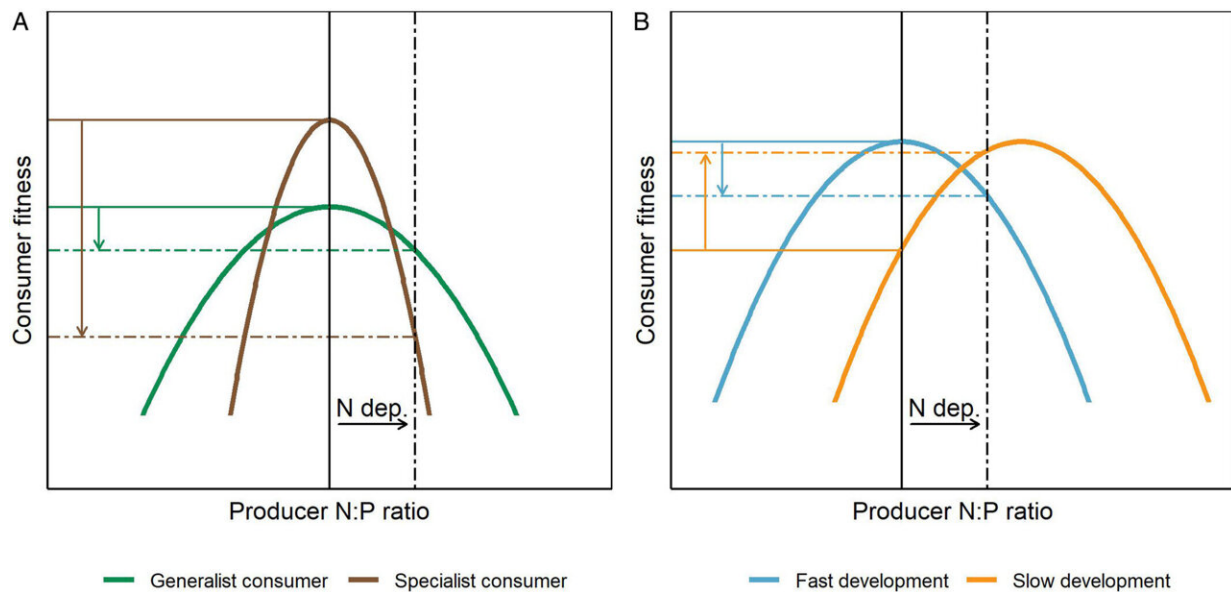 A
Consumer fitness
N dep.
Producer N:P ratio
Generalist consumer Specialist consumer
B
Consumer fitness
N dep.
Producer N:P ratio
Fast development Slow development